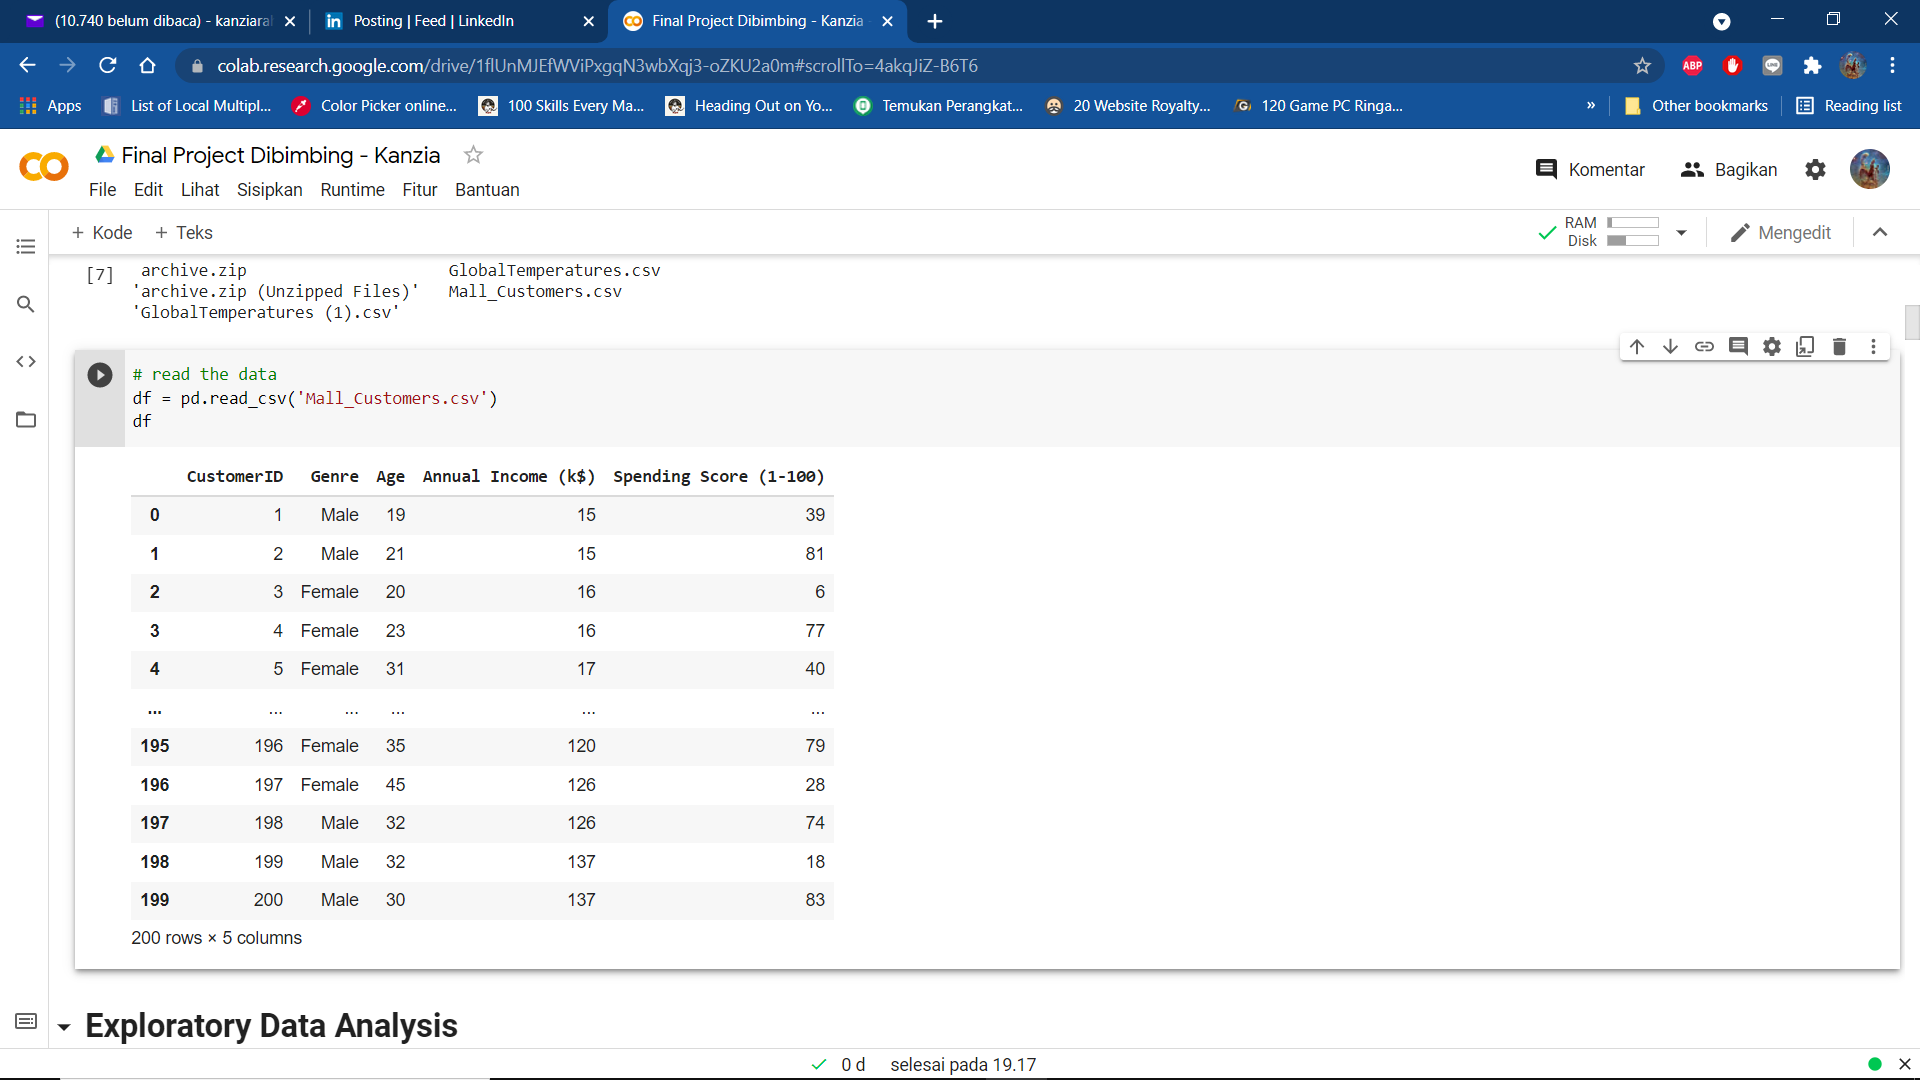 (10.740 belum dibaca) - kanziara
Posting | Feed | LinkedIn
Final Project Dibimbing - Kanzia
colab.research.google.com/drive/1flUnMJEfWViPxgqN3wbXqj3-oZKU2a0m#scrollTo=4akqJiZ-B6T6
ABP
Apps
List of Local Multipl...
Color Picker online...
100 Skills Every Ma...
Heading Out on Yo...
Temukan Perangkat...
20 Website Royalty...
120 Game PC Ringa...
»
Other bookmarks
Reading list
Final Project Dibimbing - Kanzia
Komentar
Bagikan
File Edit Lihat Sisipkan Runtime Fitur Bantuan
+ Kode + Teks
RAM
Disk
Mengedit
[7] archive.zip GlobalTemperatures.csv
'archive.zip (Unzipped Files)' Mall_Customers.csv
'GlobalTemperatures (1).csv'
# read the data
df = pd.read_csv('Mall_Customers.csv')
df
CustomerID Genre Age Annual Income (k$) Spending Score (1-100)
0 1 Male 19 15 39
1 2 Male 21 15 81
2 3 Female 20 16 6
3 4 Female 23 16 77
4 5 Female 31 17 40
... ... ... ... ... ...
195 196 Female 35 120 79
196 197 Female 45 126 28
197 198 Male 32 126 74
198 199 Male 32 137 18
199 200 Male 30 137 83
200 rows × 5 columns
Exploratory Data Analysis
0 d selesai pada 19.17